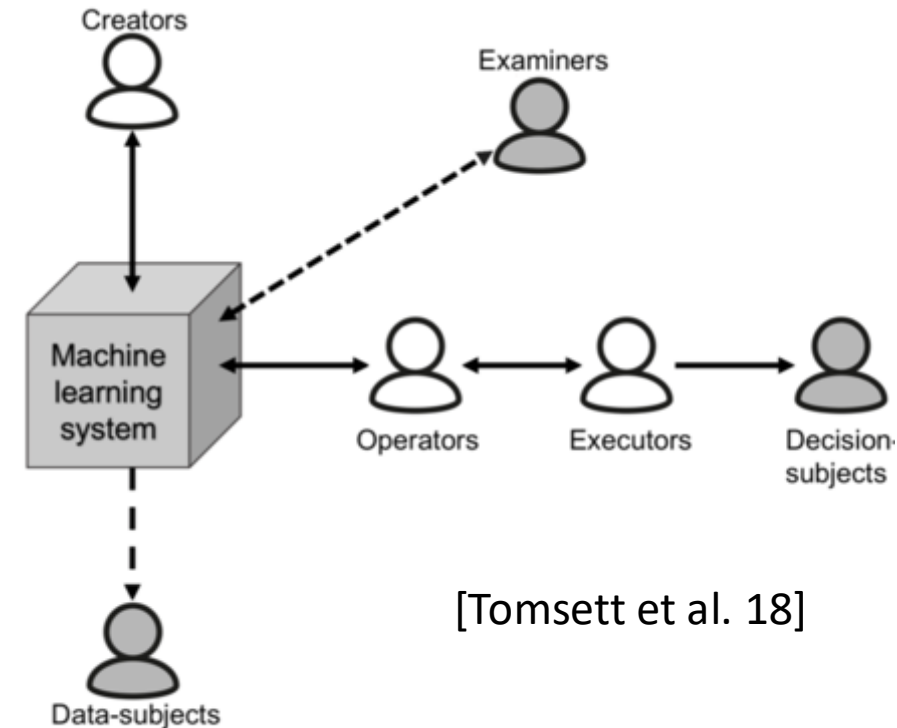 Creators
Examiners
Machine
learning
system
Operators
Executors
Decision-
subjects
[Tomsett et al. 18]
Data-subjects